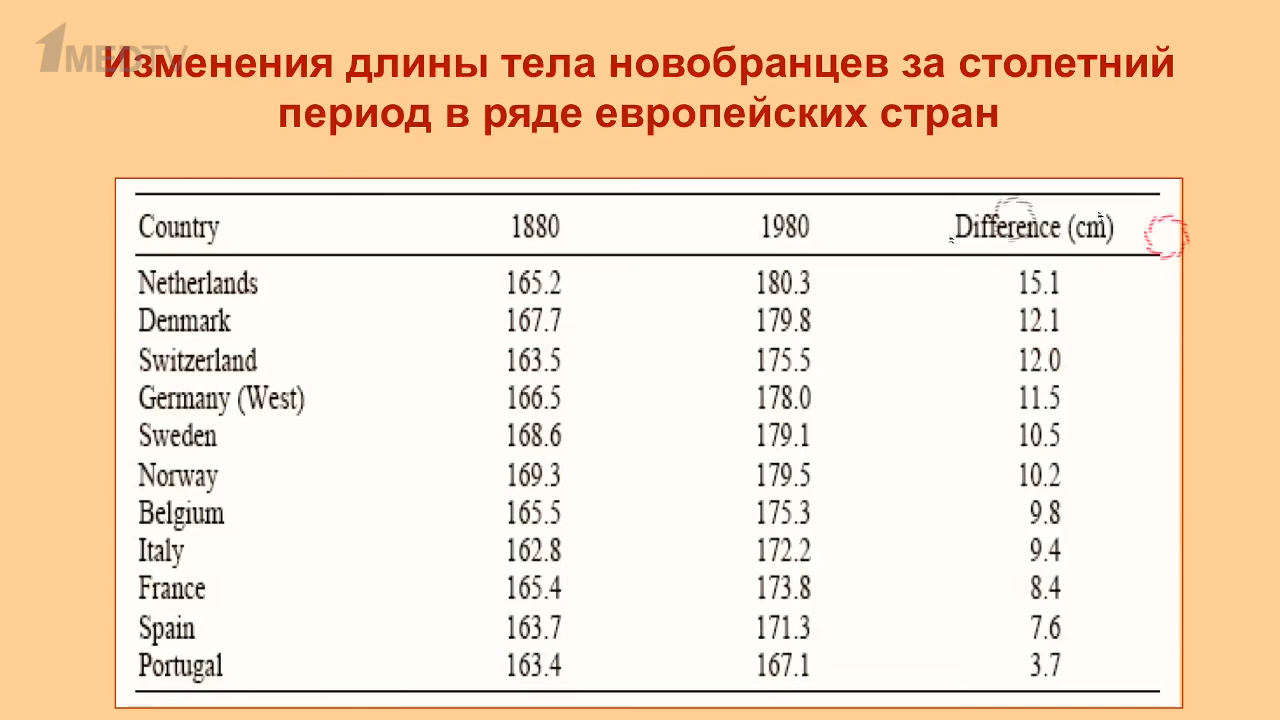 1MEDTV
Изменения длины тела новобранцев за столетний
период в ряде европейских стран
Country 1880 1980 Difference (cm)
Netherlands 165.2 180.3 15.1
Denmark 167.7 179.8 12.1
Switzerland 163.5 175.5 12.0
Germany (West) 166.5 178.0 11.5
Sweden 168.6 179.1 10.5
Norway 169.3 179.5 10.2
Belgium 165.5 175.3 9.8
Italy 162.8 172.2 9.4
France 165.4 173.8 8.4
Spain 163.7 171.3 7.6
Portugal 163.4 167.1 3.7